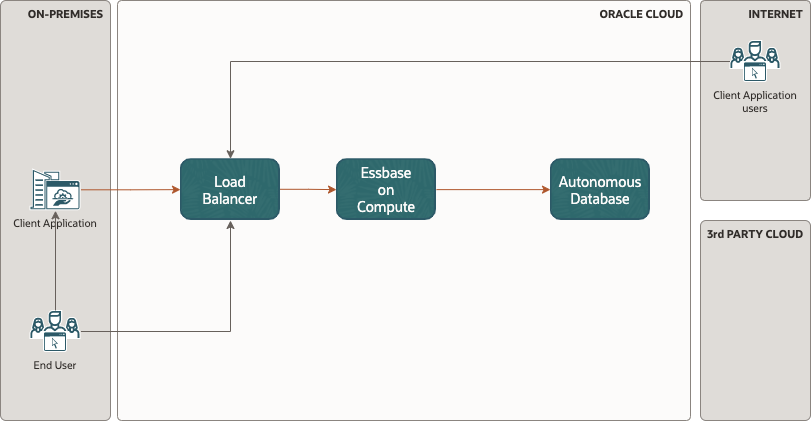 ON-PREMISES
ORACLE CLOUD
INTERNET
Client Application
users
Load
Balancer
Essbase
on
Compute
Autonomous
Database
Client Application
3rd PARTY CLOUD
End User